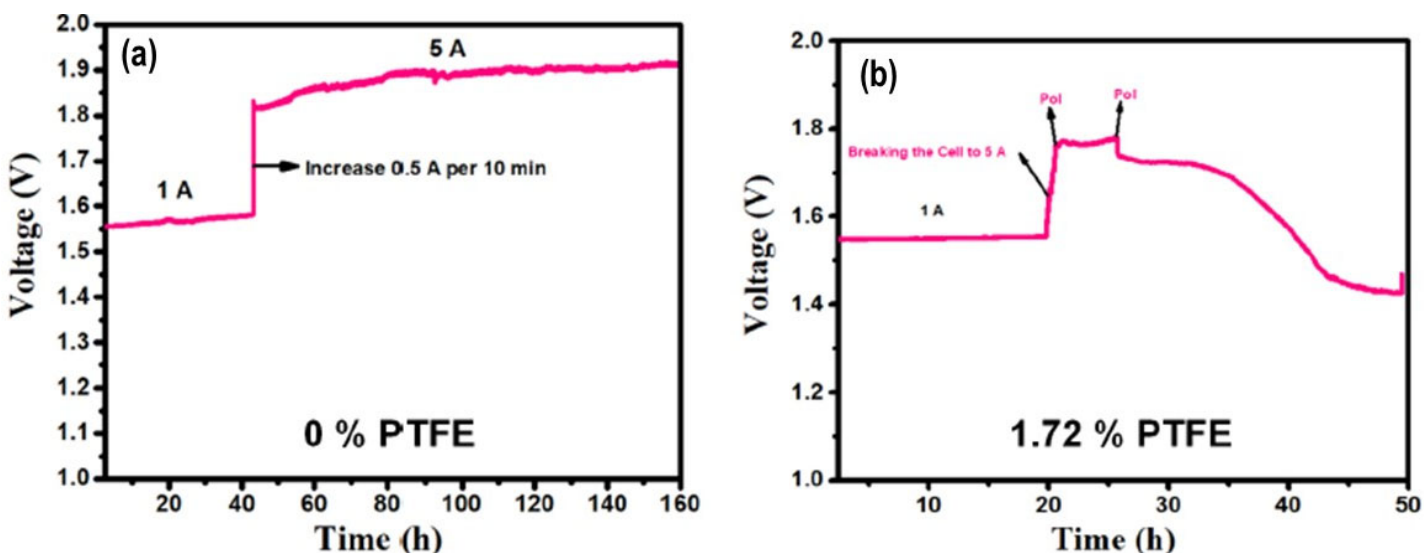 (a)
5 A
1 A
Increase 0.5 A per 10 min
0 % PTFE
Voltage (V)
2.0
1.9
1.8
1.7
1.6
1.5
1.4
1.3
1.2
1.1
1.0
20 40 60 80 100 120 140 160
Time (h)
(b)
Pol Pol
Breaking the Cell to 5 A
1 A
1.72 % PTFE
Voltage (V)
2.0
1.8
1.6
1.4
1.2
1.0
10 20 30 40 50
Time (h)